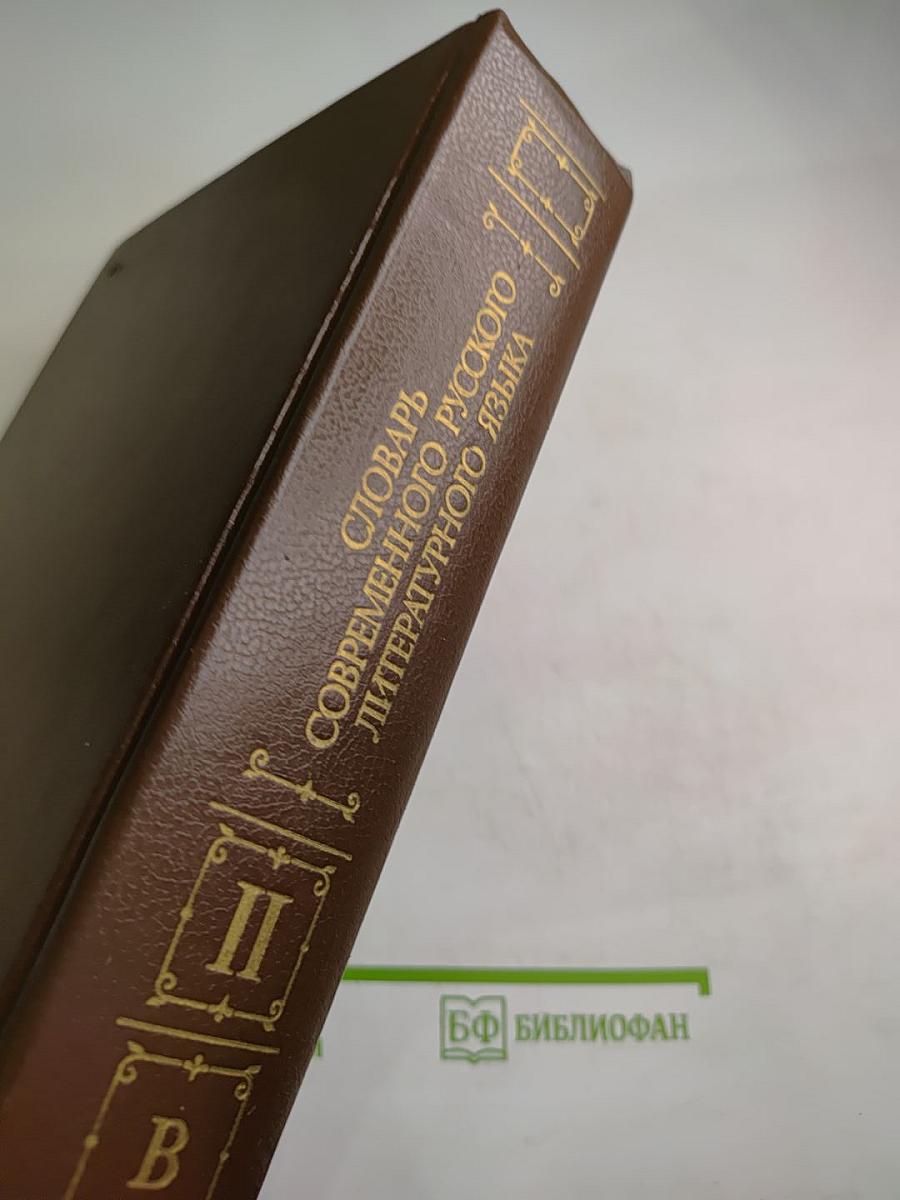 СЛОВАРЬ
СОВРЕМЕННОГО РУССКОГО
ЛИТЕРАТУРНОГО ЯЗЫКА
II
В
БФ БИБЛИОФАН